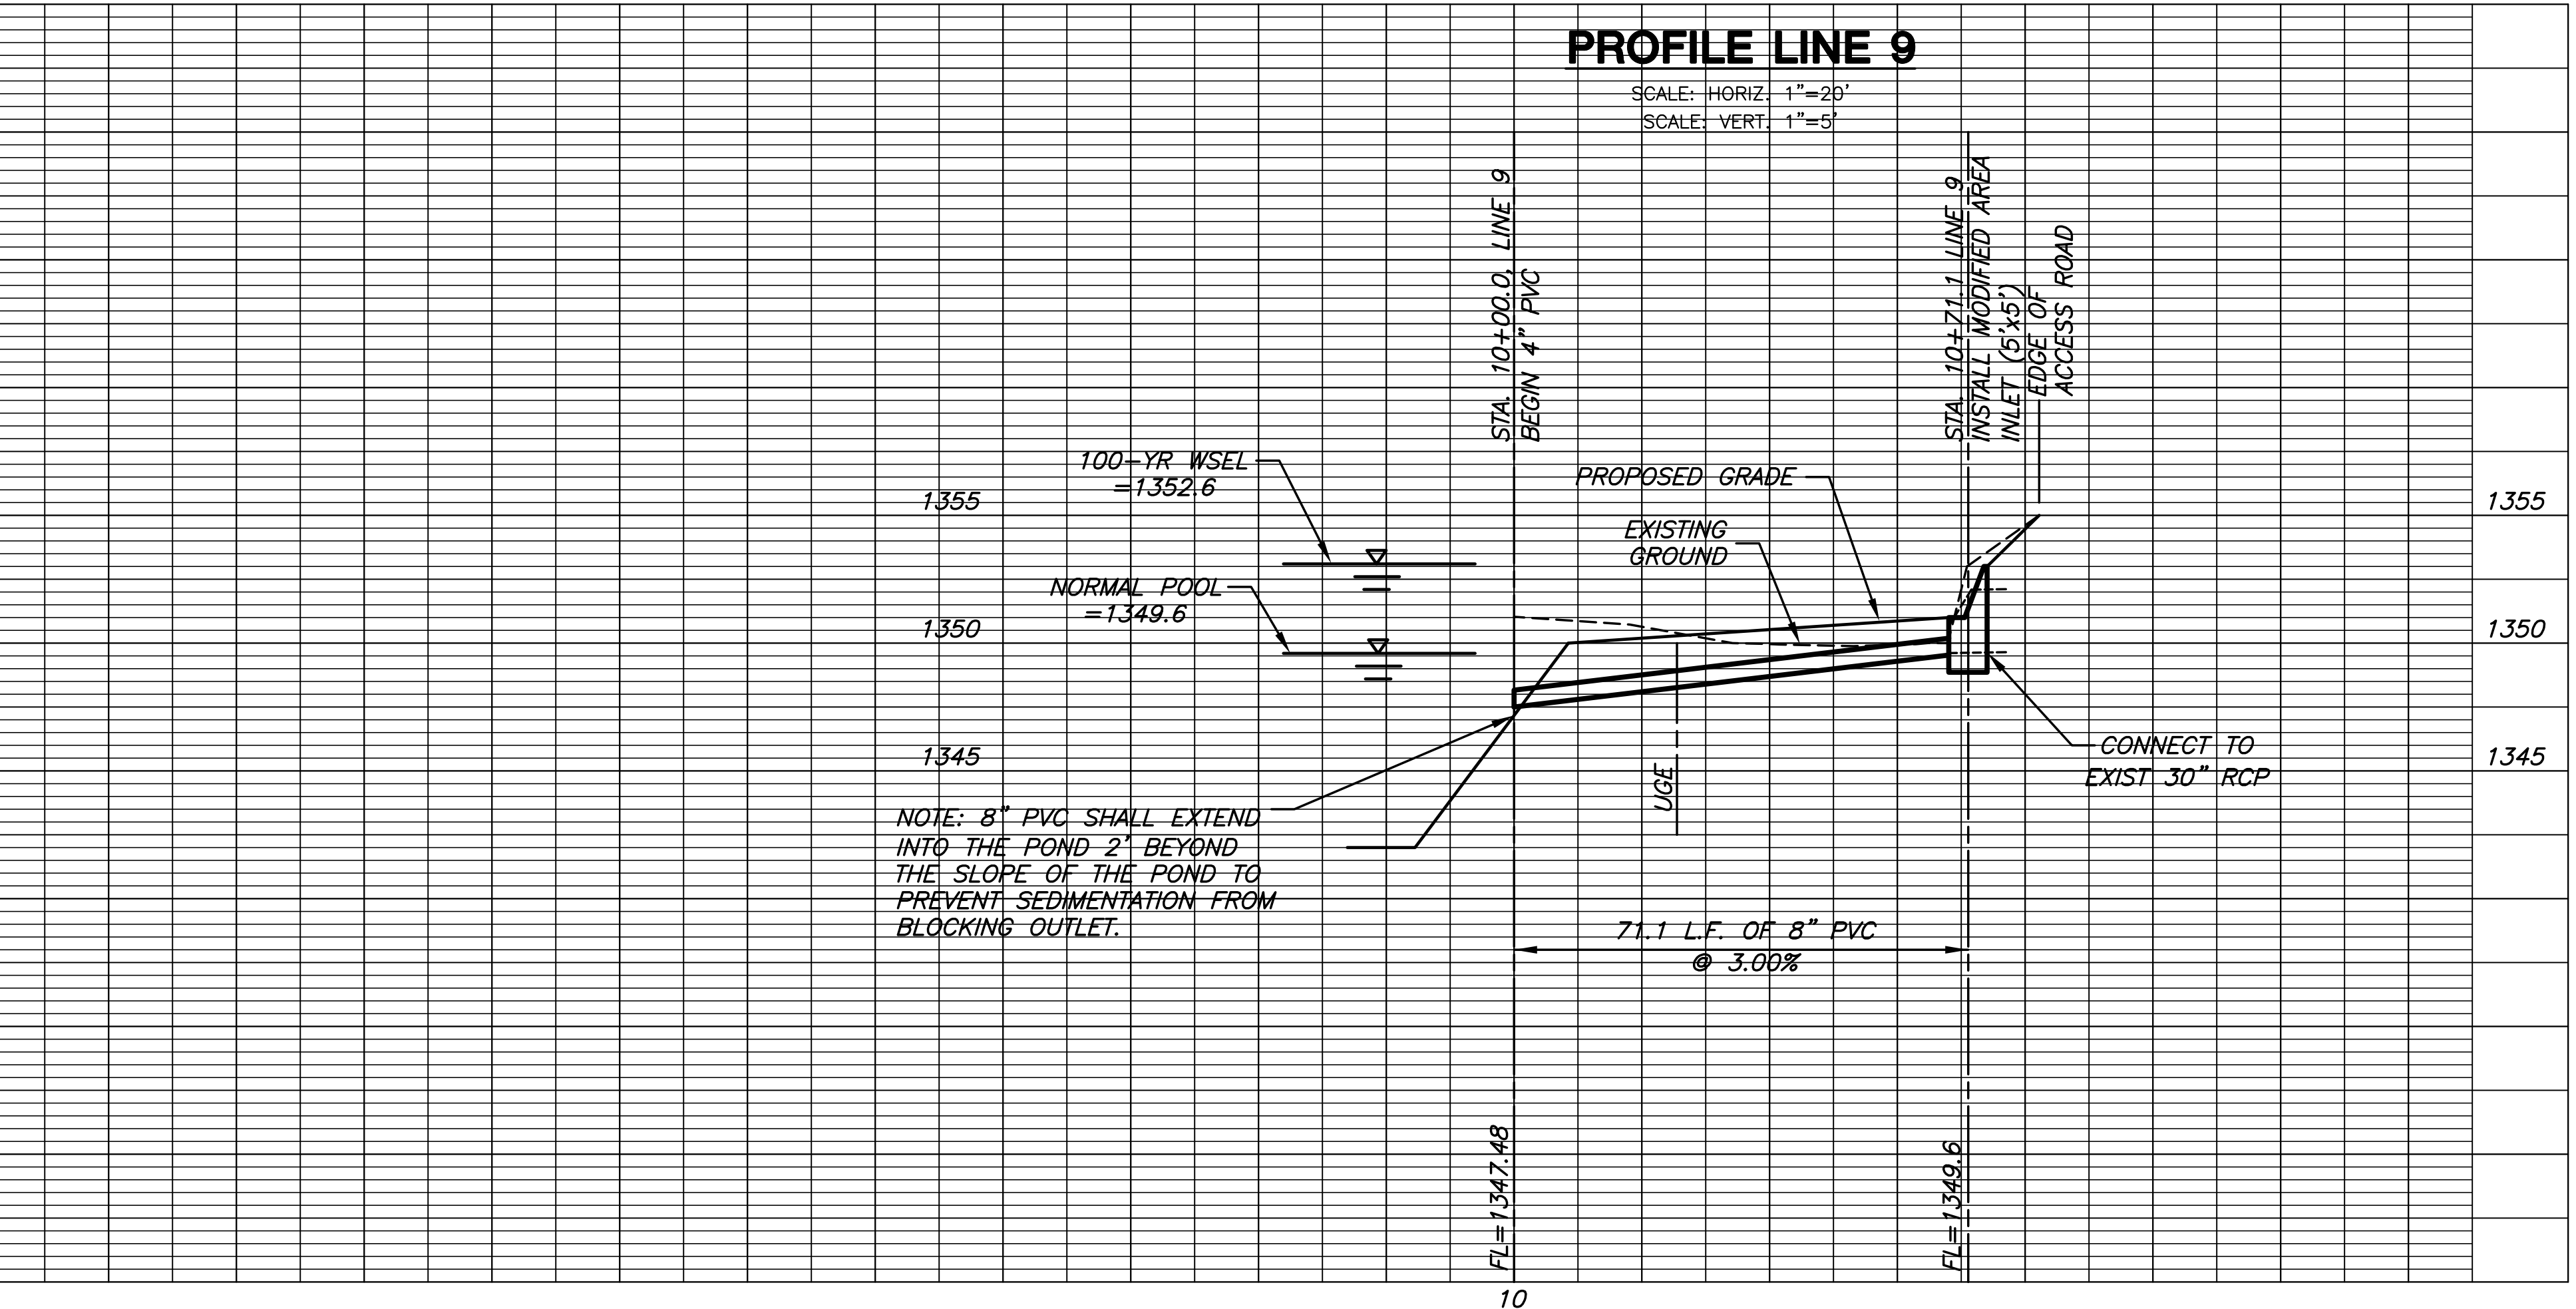 PROFILE LINE 9
SCALE: HORIZ. 1"=20'
SCALE: VERT. 1"=5'
STA. 10+00.0, LINE 9
BEGIN 4" PVC
STA. 10+71.1 LINE 9
INSTALL MODIFIED AREA
INLET (5'x5')
EDGE OF
ACCESS ROAD
100-YR WSEL
=1352.6
PROPOSED GRADE
1355
1355
EXISTING
GROUND
NORMAL POOL
=1349.6
1350
1350
1345
CONNECT TO
EXIST 30" RCP
1345
UGE
NOTE: 8" PVC SHALL EXTEND
INTO THE POND 2' BEYOND
THE SLOPE OF THE POND TO
PREVENT SEDIMENTATION FROM
BLOCKING OUTLET.
71.1 L.F. OF 8" PVC
@ 3.00%
FL=1347.48
FL=1349.6
10